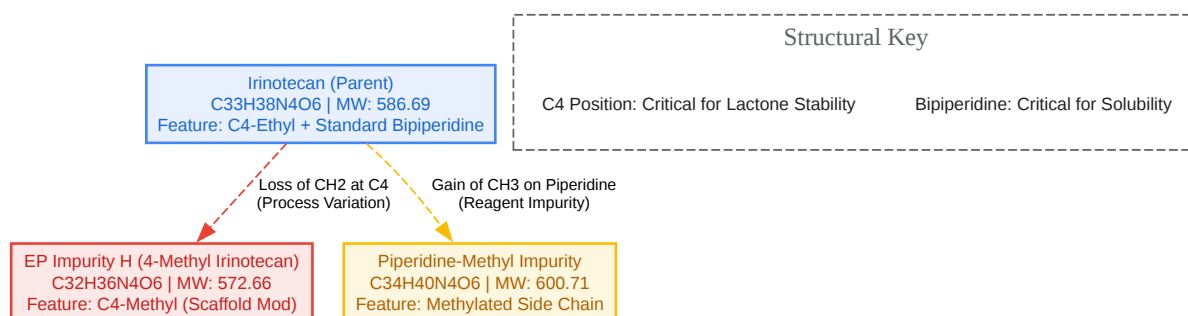 Structural Key
C4 Position: Critical for Lactone Stability
Bipiperidine: Critical for Solubility
Irinotecan (Parent)
C33H38N4O6 | MW: 586.69
Feature: C4-Ethyl + Standard Bipiperidine
Loss of CH2 at C4
(Process Variation)
Gain of CH3 on Piperidine
(Reagent Impurity)
EP Impurity H (4-Methyl Irinotecan)
C32H36N4O6 | MW: 572.66
Feature: C4-Methyl (Scaffold Mod)
Piperidine-Methyl Impurity
C34H40N4O6 | MW: 600.71
Feature: Methylated Side Chain